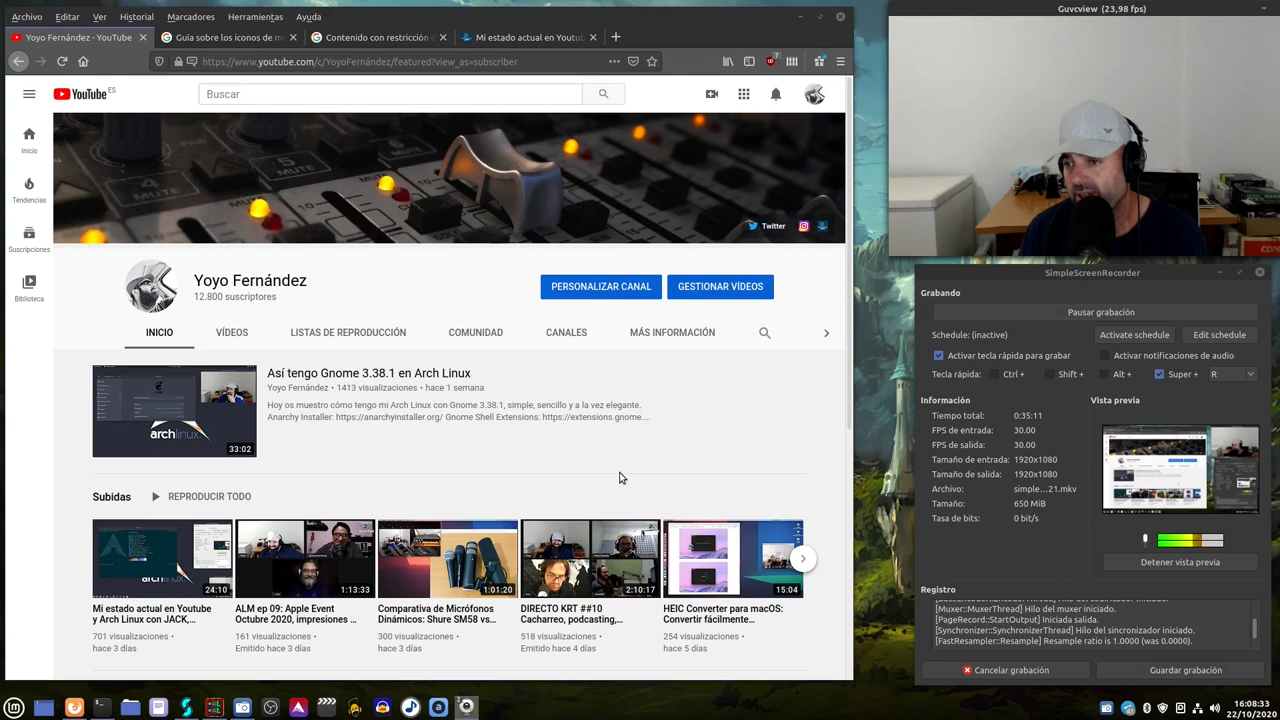 Archivo Editar Ver Historial Marcadores Herramientas Ayuda
Guvcview (23,98 fps)
Yoyo Fernández - YouTube
Guía sobre los iconos de m
Contenido con restricción
Mi estado actual en Youtub
https://www.youtube.com/c/YoyoFernández/featured?view_as=subscriber
YouTube ES
Buscar
Inicio
Tendencias
Suscripciones
Biblioteca
Twitter
Yoyo Fernández
12.800 suscriptores
PERSONALIZAR CANAL
GESTIONAR VÍDEOS
INICIO VÍDEOS LISTAS DE REPRODUCCIÓN COMUNIDAD CANALES MÁS INFORMACIÓN
archlinux
33:02
Así tengo Gnome 3.38.1 en Arch Linux
Yoyo Fernández • 1413 visualizaciones • hace 1 semana
Hoy os muestro cómo tengo mi Arch Linux con Gnome 3.38.1, simple, sencillo y a la vez elegante.
Anarchy Installer: https://anarchyinstaller.org/ Gnome Shell Extensions: https://extensions.gnome....
Subidas REPRODUCIR TODO
archlinux
24:10
1:13:33
1:01:20
2:10:17
15:04
Mi estado actual en Youtube
y Arch Linux con JACK,...
701 visualizaciones •
hace 3 días
ALM ep 09: Apple Event
Octubre 2020, impresiones ...
161 visualizaciones •
Emitido hace 3 días
Comparativa de Micrófonos
Dinámicos: Shure SM58 vs...
300 visualizaciones •
hace 3 días
DIRECTO KRT ##10
Cacharreo, podcasting,...
518 visualizaciones •
Emitido hace 4 días
HEIC Converter para macOS:
Convertir fácilmente...
254 visualizaciones •
hace 5 días
SimpleScreenRecorder
Grabando
Pausar grabación
Schedule: (inactive)
Activate schedule
Edit schedule
Activar tecla rápida para grabar
Activar notificaciones de audio
Tecla rápida: Ctrl + Shift + Alt + Super + R
Información
Vista previa
Tiempo total: 0:35:11
FPS de entrada: 30.00
FPS de salida: 30.00
Tamaño de entrada: 1920x1080
Tamaño de salida: 1920x1080
Archivo: simple...21.mkv
Tamaño: 650 MiB
Tasa de bits: 0 bit/s
Detener vista previa
Registro
[Muxer::MuxerThread] Hilo del muxer iniciado.
[PageRecord::StartOutput] Iniciada salida.
[Synchronizer::SynchronizerThread] Hilo del sincronizador iniciado.
[FastResampler::Resample] Resample ratio is 1.0000 (was 0.0000).
Cancelar grabación
Guardar grabación
16:08:33
22/10/2020